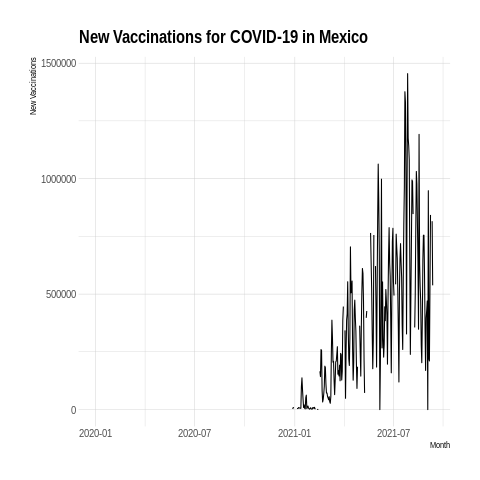 New Vaccinations for COVID-19 in Mexico
New Vaccinations
1500000
1000000
500000
0
2020-01
2020-07
2021-01
2021-07
Month